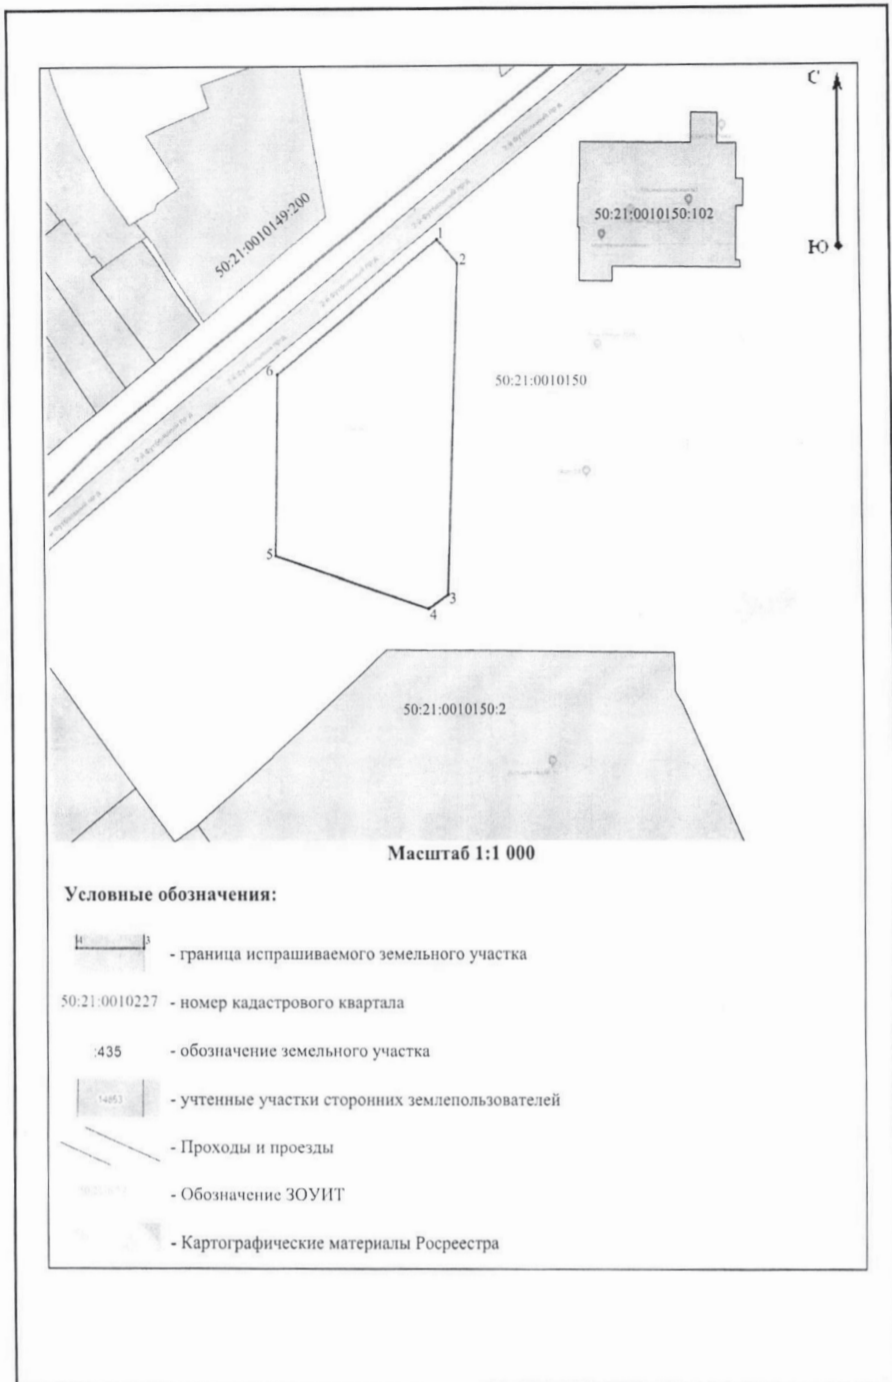 С
Ю
50:21:0010149:200
50:21:0010150:102
1
2
6
50:21:0010150
5
3
4
50:21:0010150:2
Масштаб 1:1 000
Условные обозначения:
4 3
- граница испрашиваемого земельного участка
50:21:0010227 - номер кадастрового квартала
:435 - обозначение земельного участка
- учтенные участки сторонних землепользователей
- Проходы и проезды
- Обозначение ЗОУИТ
- Картографические материалы Росреестра